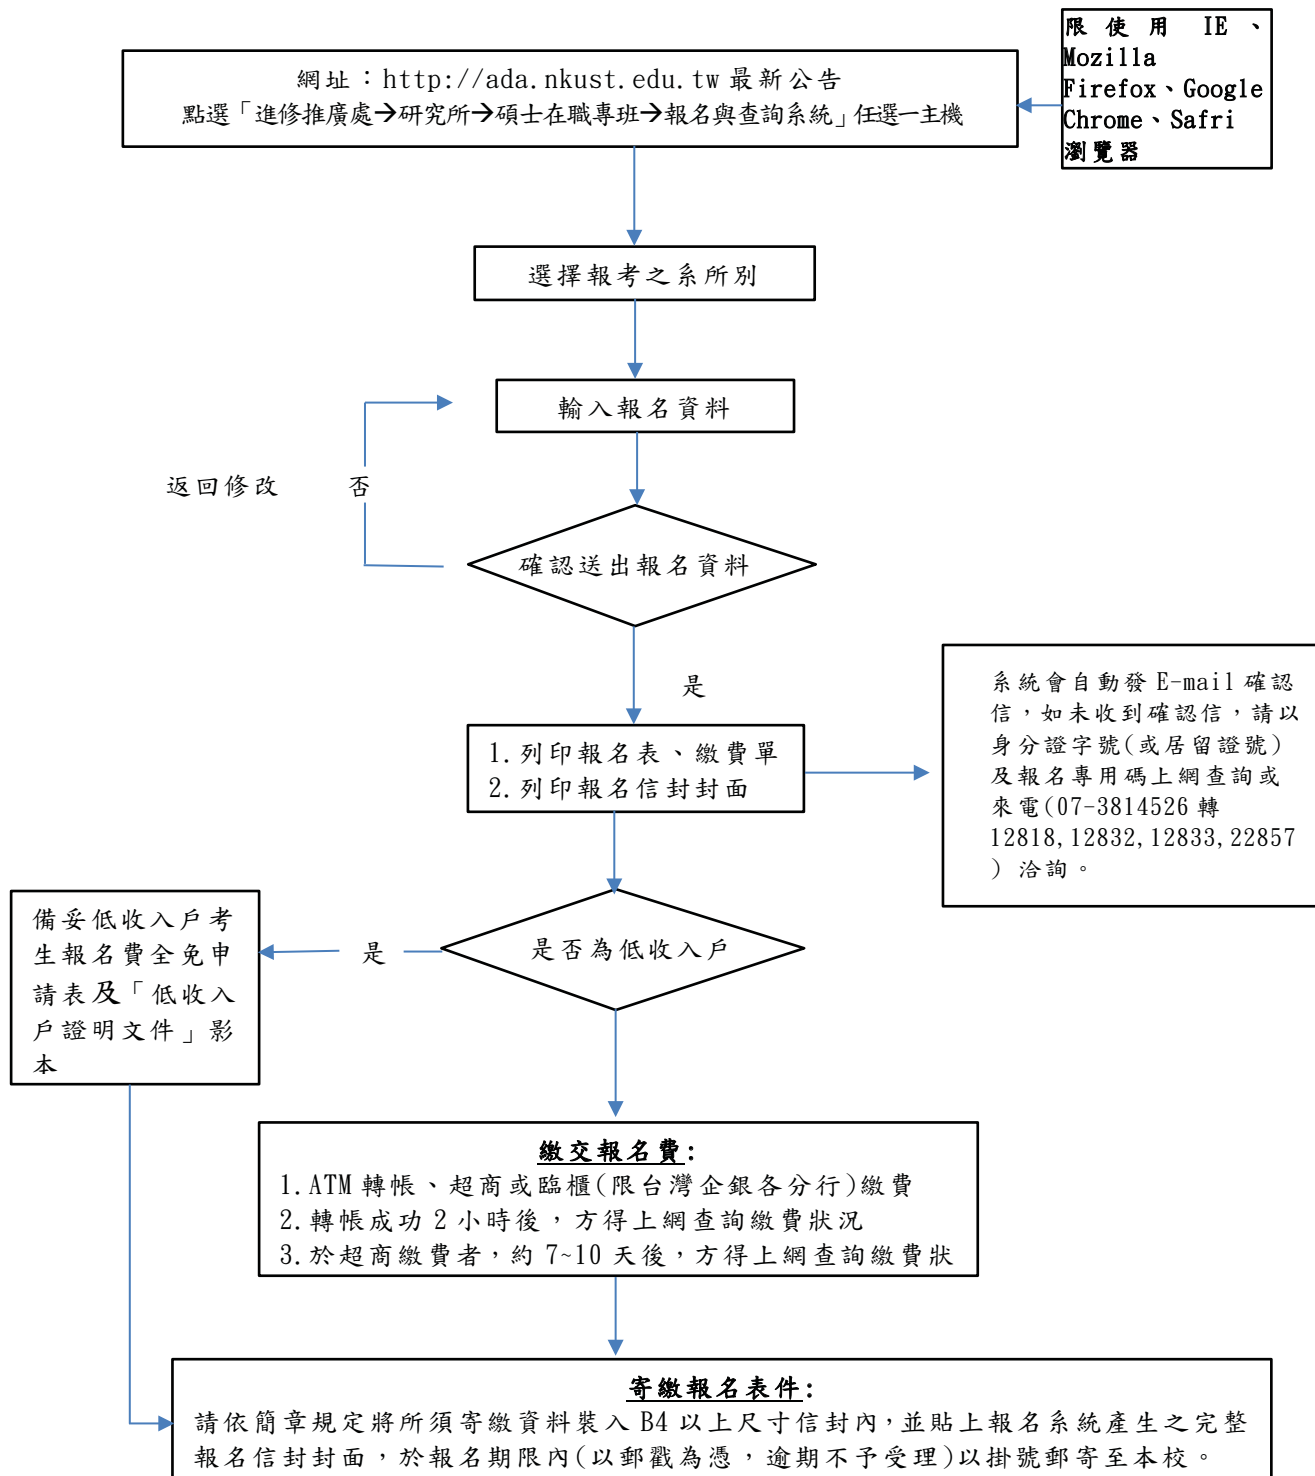 限使用 IE、
Mozilla
Firefox、Google
Chrome、Safri
瀏覽器
網址：http://ada.nkust.edu.tw 最新公告
點選「進修推廣處→研究所→碩士在職專班→報名與查詢系統」任選一主機
選擇報考之系所別
輸入報名資料
返回修改 否
確認送出報名資料
是
系統會自動發 E-mail 確認
信，如未收到確認信，請以
身分證字號(或居留證號)
及報名專用碼上網查詢或
來電(07-3814526 轉
12818,12832,12833,22857
) 洽詢。
1.列印報名表、繳費單
2.列印報名信封封面
是否為低收入戶
是
備妥低收入戶考
生報名費全免申
請表及「低收入
戶證明文件」影
本
繳交報名費:
1.ATM 轉帳、超商或臨櫃(限台灣企銀各分行)繳費
2.轉帳成功 2 小時後，方得上網查詢繳費狀況
3.於超商繳費者，約 7~10 天後，方得上網查詢繳費狀
寄繳報名表件:
請依簡章規定將所須寄繳資料裝入 B4 以上尺寸信封內，並貼上報名系統產生之完整
報名信封封面，於報名期限內(以郵戳為憑，逾期不予受理)以掛號郵寄至本校。